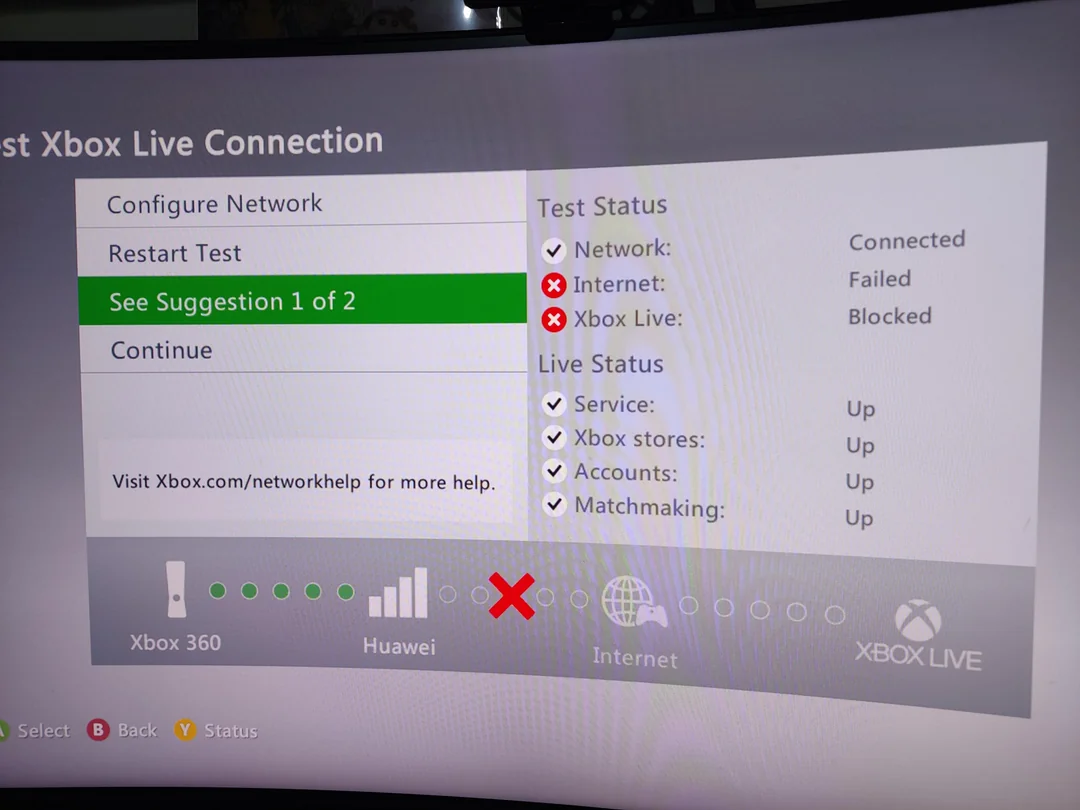 st Xbox Live Connection
Configure Network
Restart Test
See Suggestion 1 of 2
Continue
Visit Xbox.com/networkhelp for more help.
Test Status
Network: Connected
Internet: Failed
Xbox Live: Blocked
Live Status
Service: Up
Xbox stores: Up
Accounts: Up
Matchmaking: Up
Xbox 360
Huawei
Internet
XBOX LIVE
A Select B Back Y Status